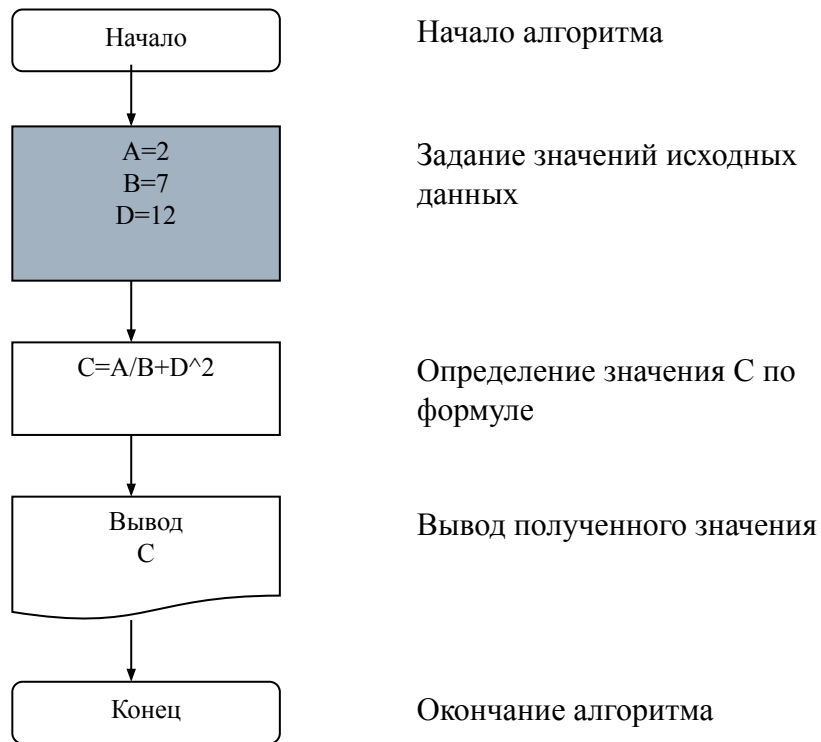 Начало
Начало алгоритма
A=2
B=7
D=12
Задание значений исходных
данных
C=A/B+D^2
Определение значения С по
формуле
Вывод
С
Вывод полученного значения
Конец
Окончание алгоритма